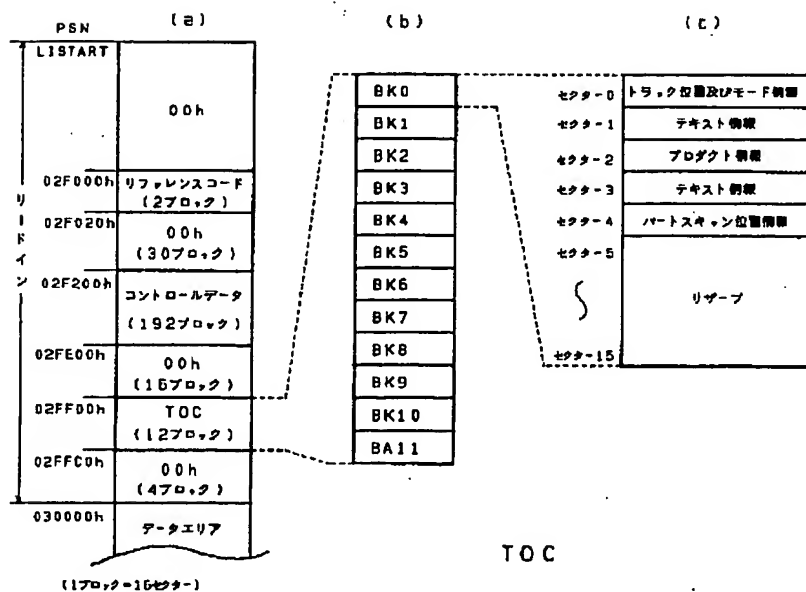 PSN
(a)
(b)
(c)
LISTART
00h
02F000h
リファレンスコード
(2ブロック)
02F020h
00h
(30ブロック)
02F200h
コントロールデータ
(192ブロック)
02FE00h
00h
(16ブロック)
02FF00h
TOC
(12ブロック)
02FFC0h
00h
(4ブロック)
030000h
データエリア
リードイン
(1ブロック=16セクター)
BK0
BK1
BK2
BK3
BK4
BK5
BK6
BK7
BK8
BK9
BK10
BA11
セクター0 トラック位置及びモード情報
セクター1 テキスト情報
セクター2 プロダクト情報
セクター3 テキスト情報
セクター4 パートスキャン位置情報
セクター5
リザーブ
セクター15
TOC